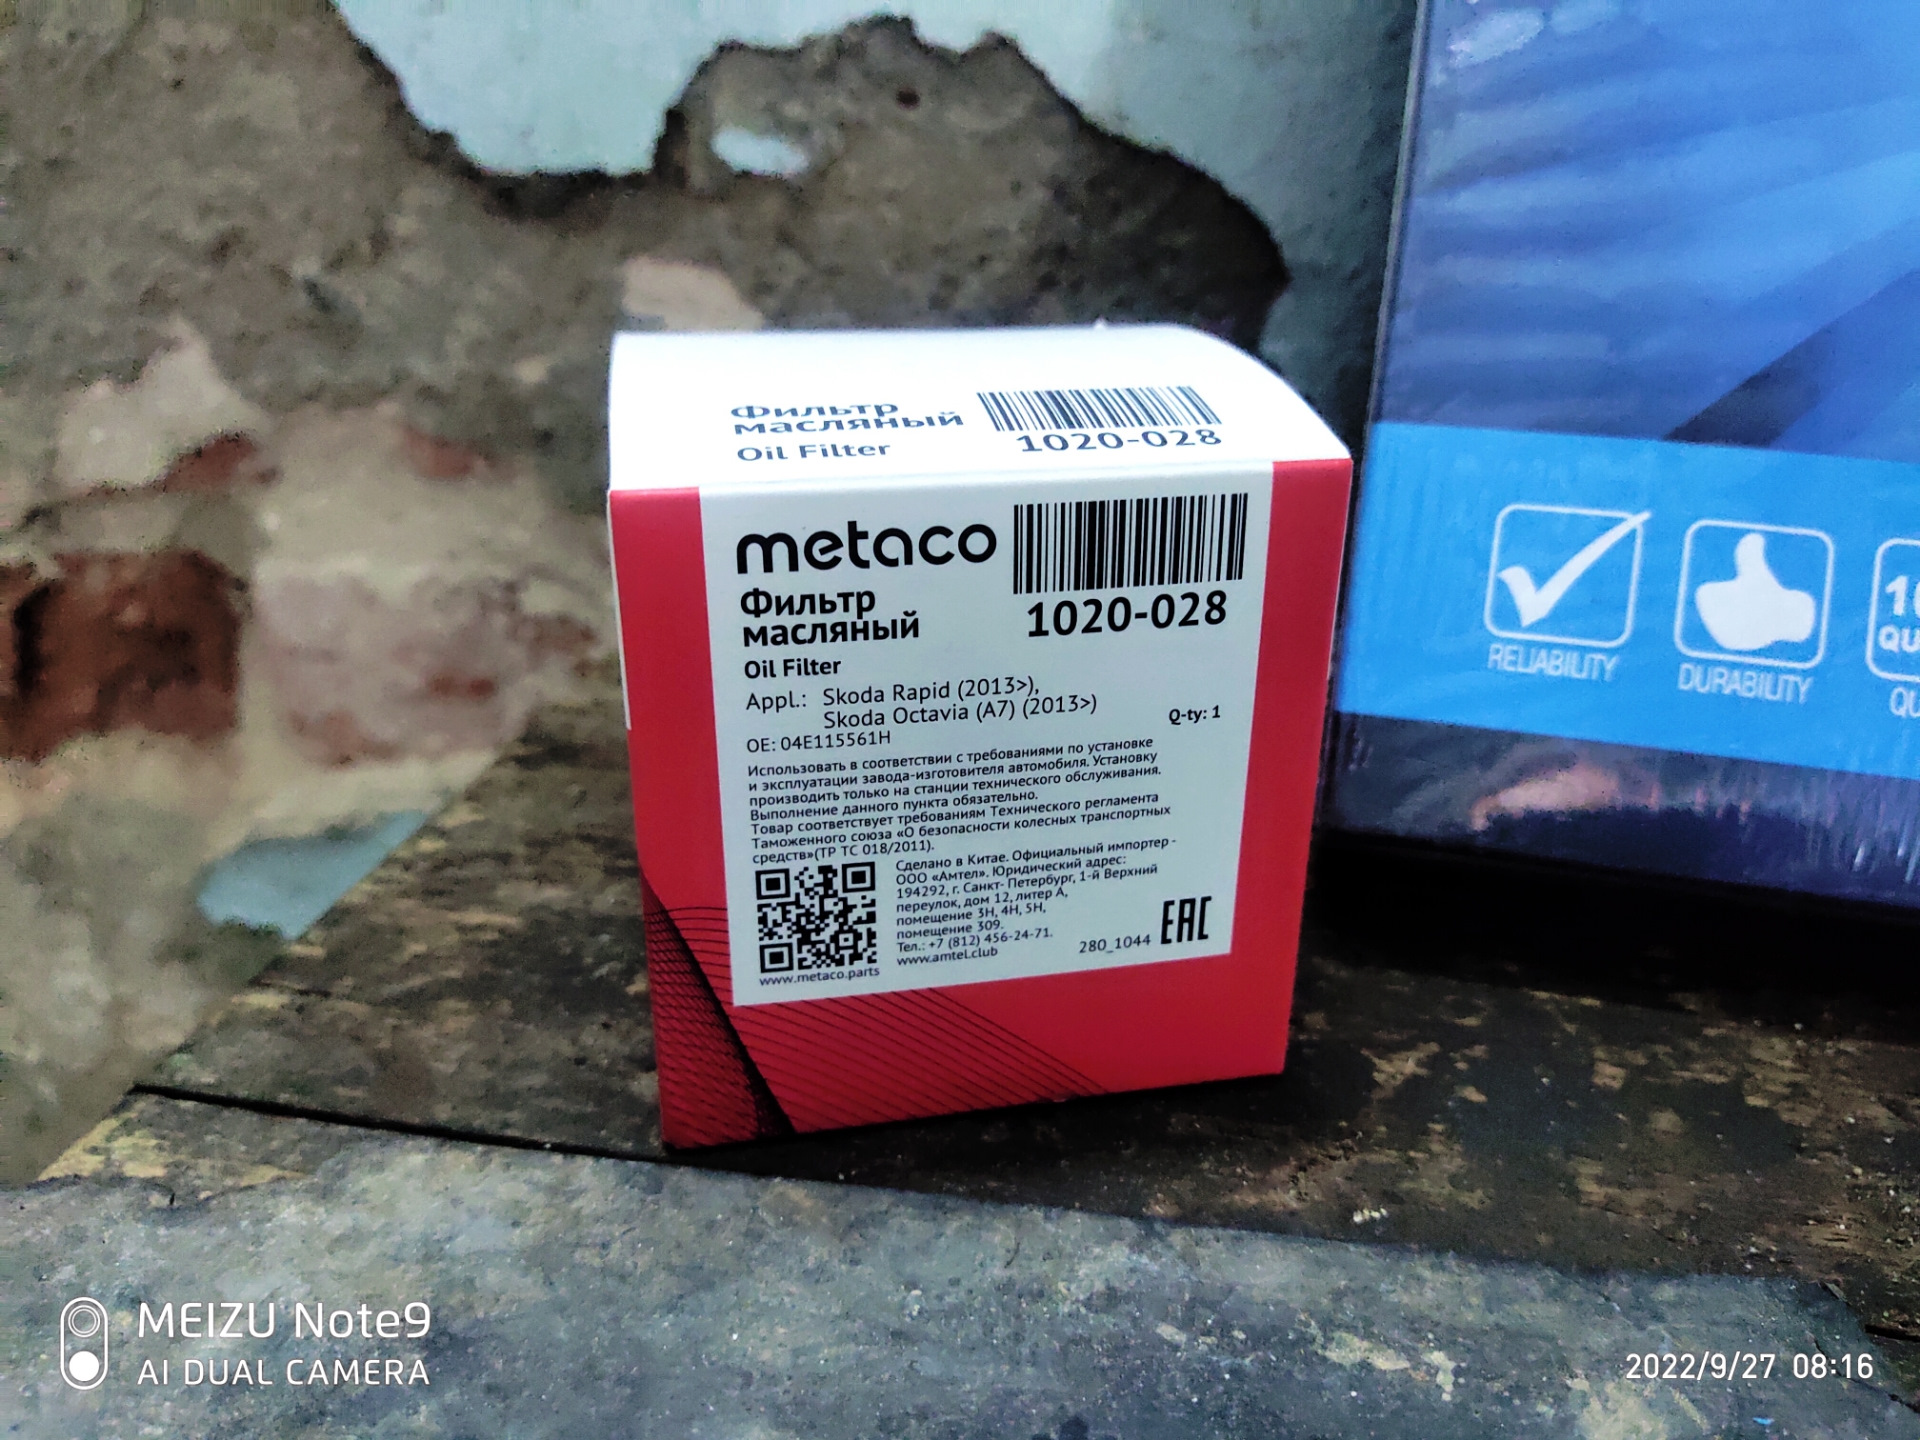 Фильтр
масляный
Oil Filter
1020-028
metaco
Фильтр
масляный
Oil Filter
1020-028
Appl.: Skoda Rapid (2013>),
Skoda Octavia (A7) (2013>)
Q-ty: 1
OE: 04E115561H
Использовать в соответствии с требованиями по установке
и эксплуатации завода-изготовителя автомобиля. Установку
производить только на станции технического обслуживания.
Выполнение данного пункта обязательно.
Товар соответствует требованиям Технического регламента
Таможенного союза «О безопасности колесных транспортных
средств»(ТР ТС 018/2011).
Сделано в Китае. Официальный импортер -
ООО «Амтел». Юридический адрес:
194292, г. Санкт- Петербург, 1-й Верхний
переулок, дом 12, литер А,
помещение 3Н, 4Н, 5Н,
помещение 309.
Тел.: +7 (812) 456-24-71.
www.amtel.club
280_1044
EAC
www.metaco.parts
RELIABILITY
DURABILITY
MEIZU Note9
AI DUAL CAMERA
2022/9/27 08:16